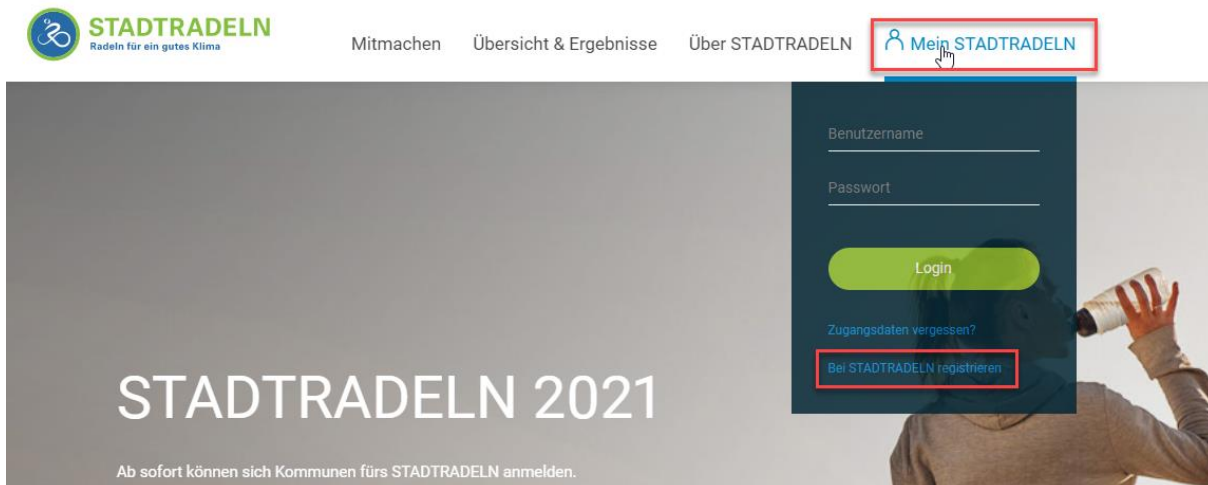 STADTRADELN
Radeln für ein gutes Klima
Mitmachen Übersicht & Ergebnisse Über STADTRADELN Mein STADTRADELN
Benutzername
Passwort
Login
Zugangsdaten vergessen?
Bei STADTRADELN registrieren
STADTRADELN 2021
Ab sofort können sich Kommunen fürs STADTRADELN anmelden.